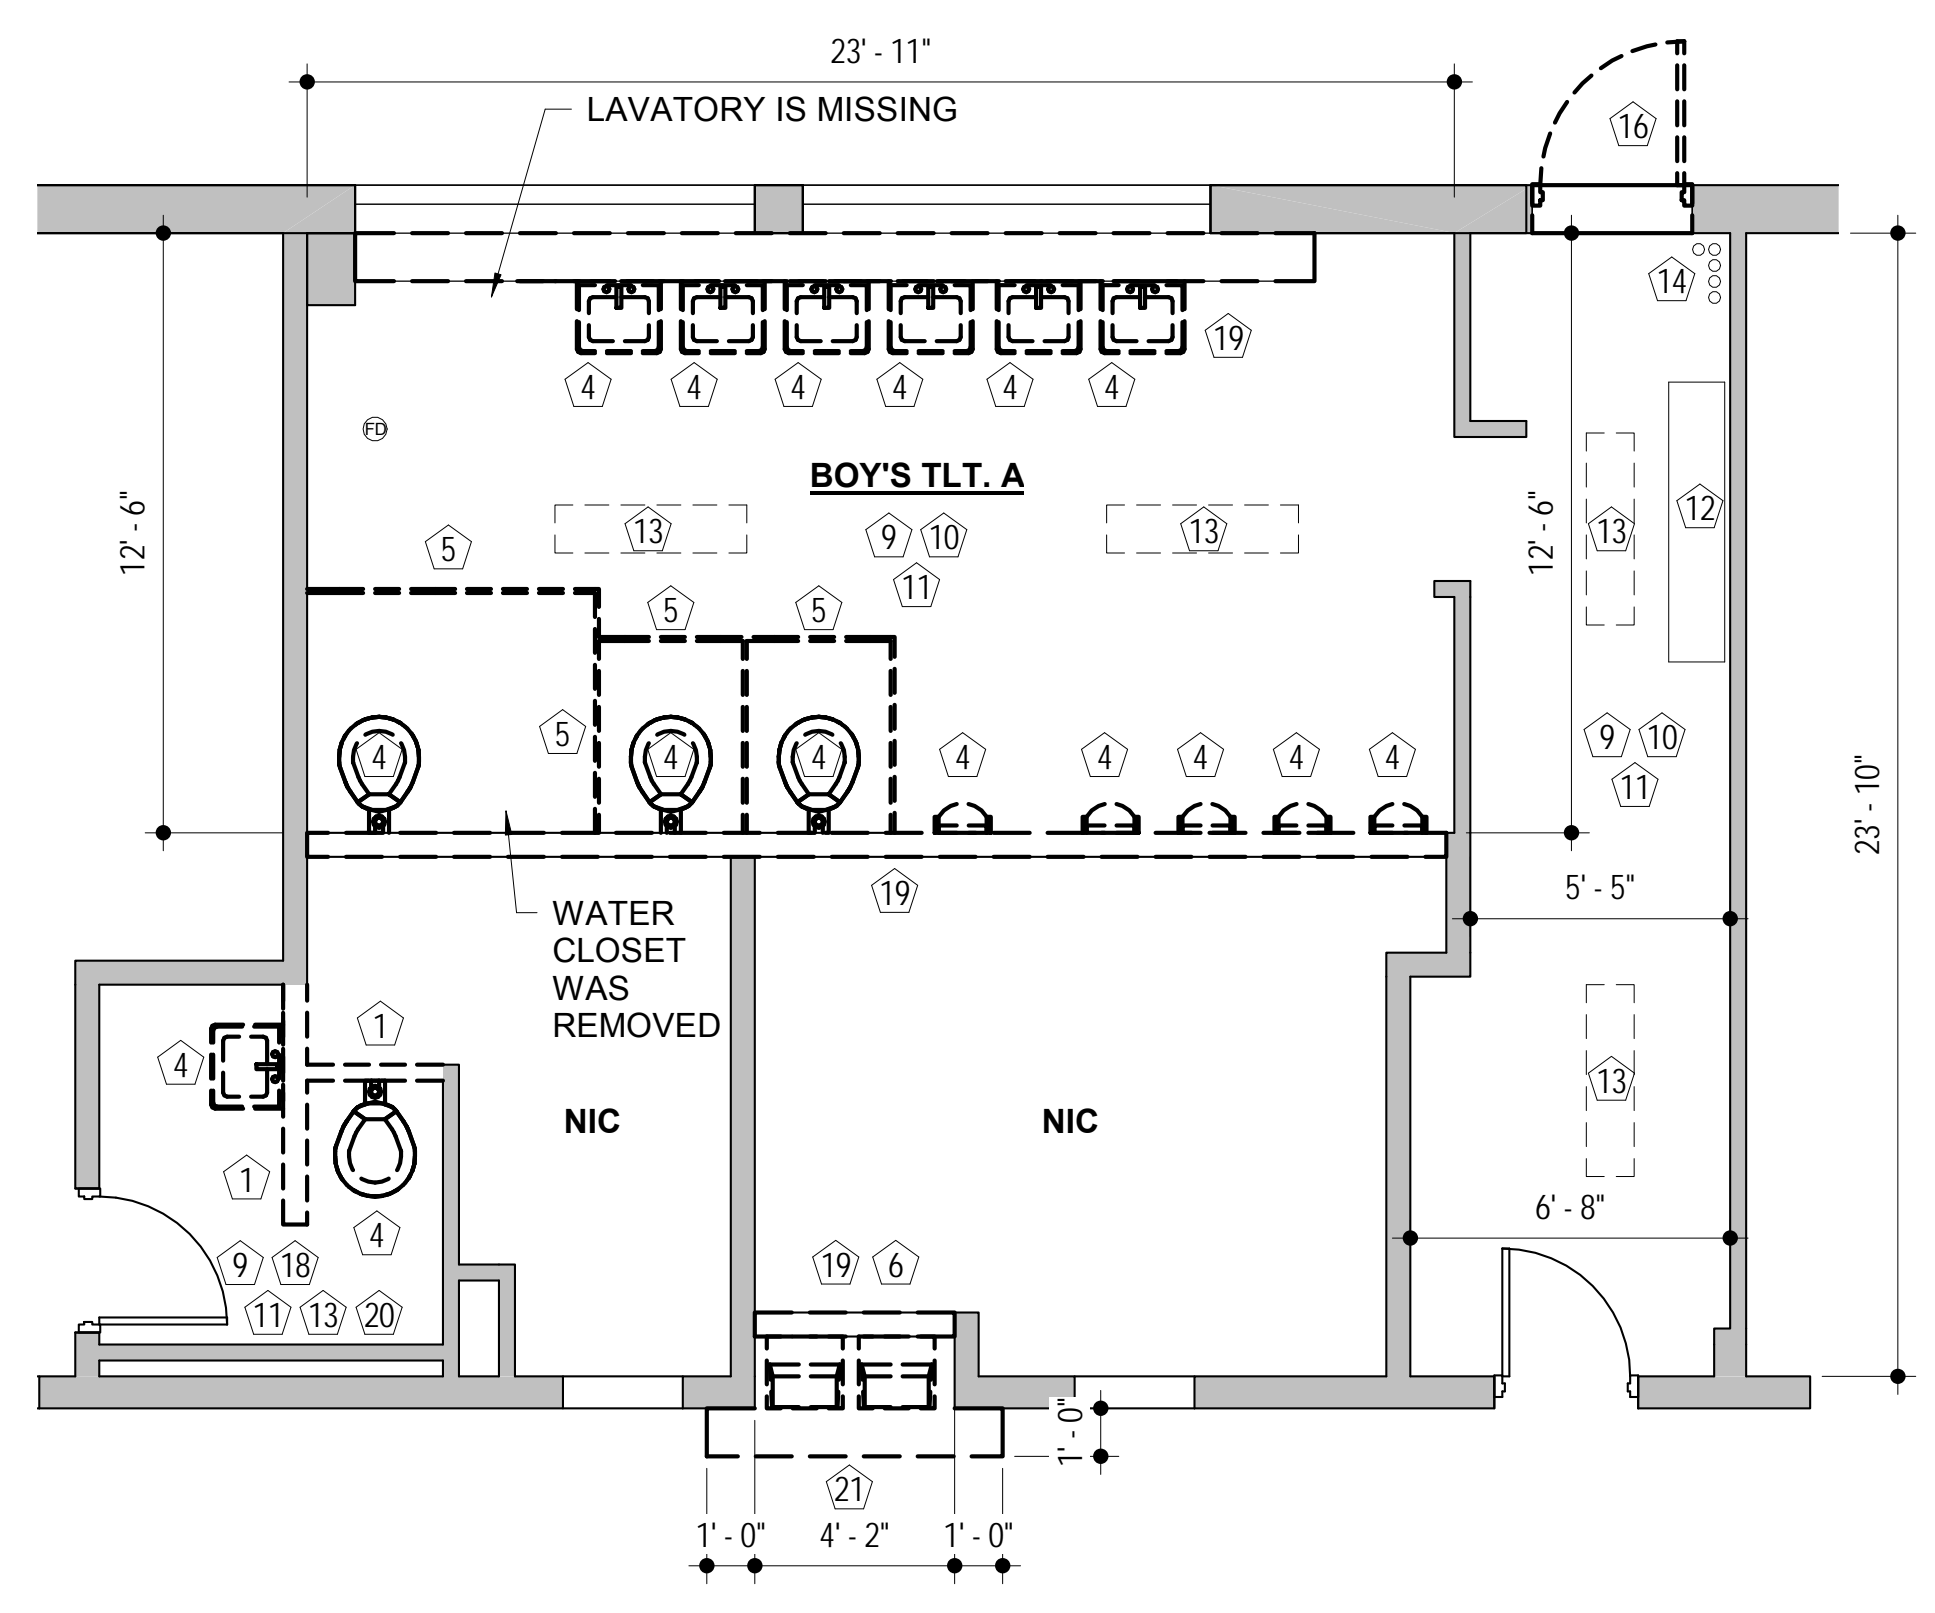 23' - 11"
LAVATORY IS MISSING
16
14
19
4 4 4 4 4 4
FD
BOY'S TLT. A
12' - 6"
12' - 6"
12
13
13
13
9 10
11
5
5
5
5
4
4
4
4
4
4
4
4
9 10
11
23' - 10"
5' - 5"
19
WATER
CLOSET
WAS
REMOVED
1
4
13
NIC
NIC
1
4
6' - 8"
9 18
11 13 20
19 6
1' - 0"
21
1' - 0"
4' - 2"
1' - 0"